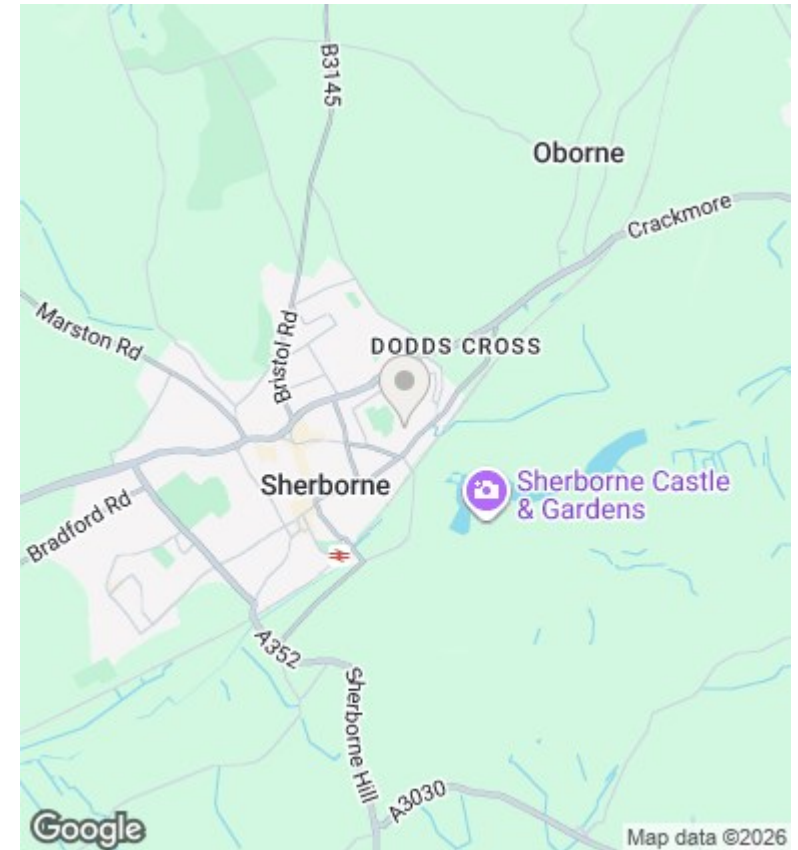 B3145
Oborne
Crackmore
Marston Rd
Bristol Rd
DODDS CROSS
Sherborne
Sherborne Castle
& Gardens
Bradford Rd
A352
Sherborne Hill
A3030
Google
Map data ©2026